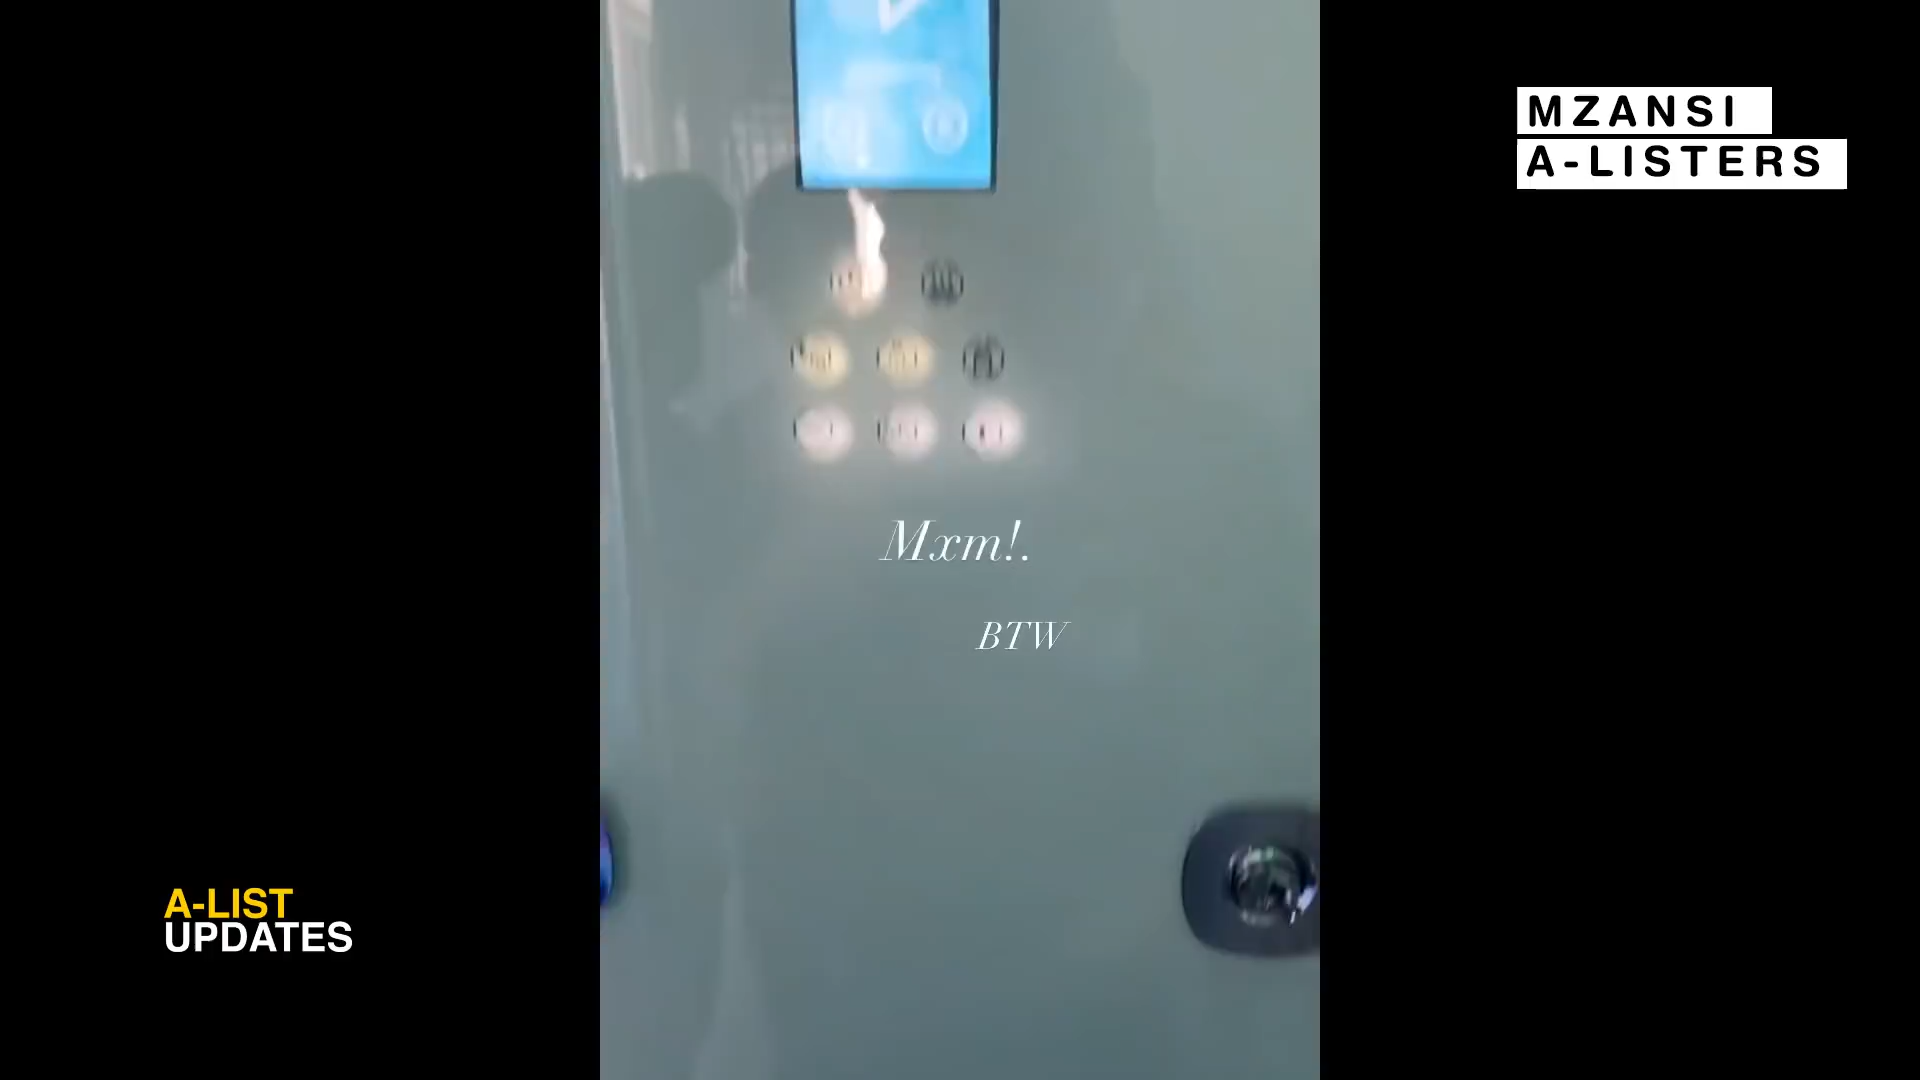 MZANSI
A-LISTERS
Mxm!.
BTW
A-LIST
UPDATES